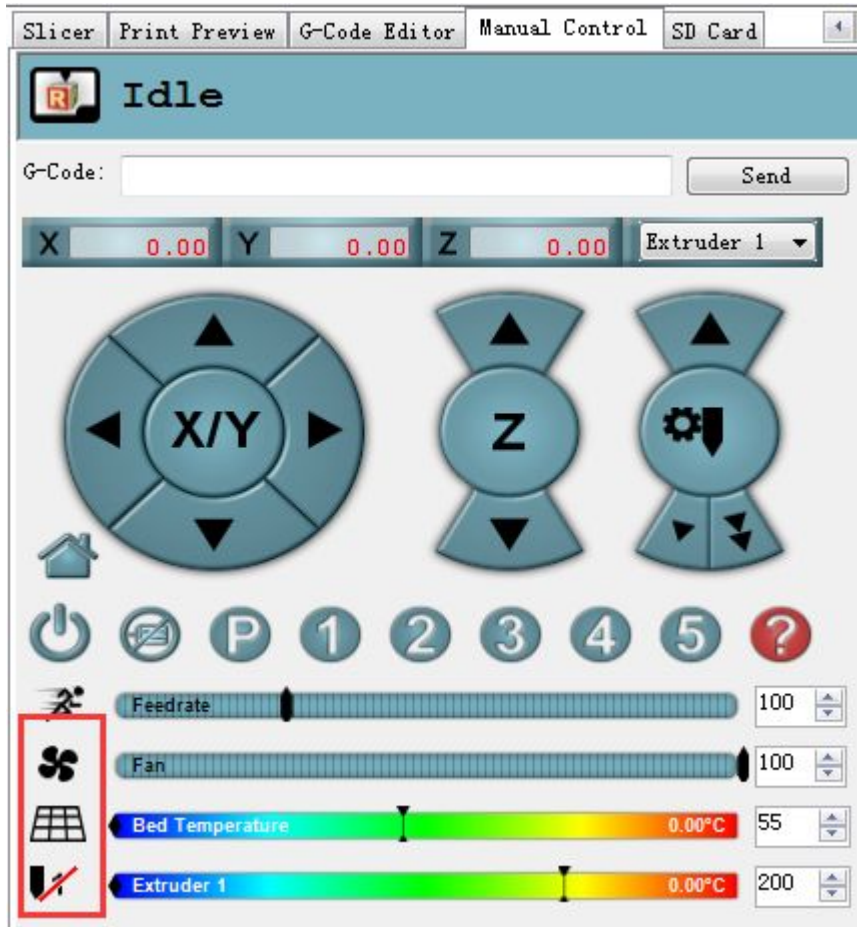 Slicer Print Preview G-Code Editor Manual Control SD Card
R
Idle
G-Code: Send
X 0.00 Y 0.00 Z 0.00 Extruder 1
X/Y Z
P 1 2 3 4 5 ?
Feedrate 100
Fan 100
Bed Temperature 0.00°C 55
1 Extruder 1 0.00°C 200